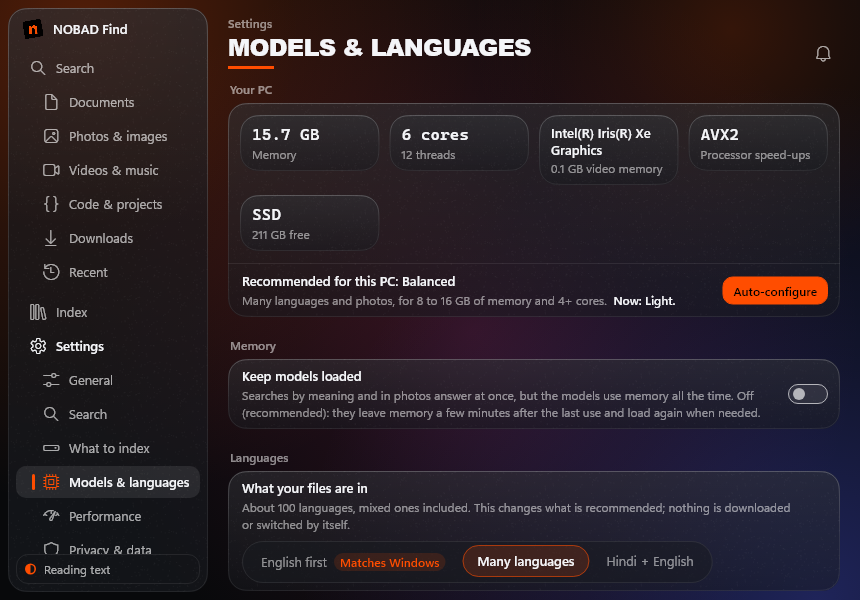 NOBAD Find
Search
Documents
Photos & images
Videos & music
Code & projects
Downloads
Recent
Index
Settings
General
Search
What to index
Models & languages
Performance
Privacy & data
Reading text
Settings
MODELS & LANGUAGES
Your PC
15.7 GB
Memory
6 cores
12 threads
Intel(R) Iris(R) Xe
Graphics
0.1 GB video memory
AVX2
Processor speed-ups
SSD
211 GB free
Recommended for this PC: Balanced
Many languages and photos, for 8 to 16 GB of memory and 4+ cores. Now: Light.
Auto-configure
Memory
Keep models loaded
Searches by meaning and in photos answer at once, but the models use memory all the time. Off
(recommended): they leave memory a few minutes after the last use and load again when needed.
Languages
What your files are in
About 100 languages, mixed ones included. This changes what is recommended; nothing is downloaded
or switched by itself.
English first Matches Windows Many languages Hindi + English